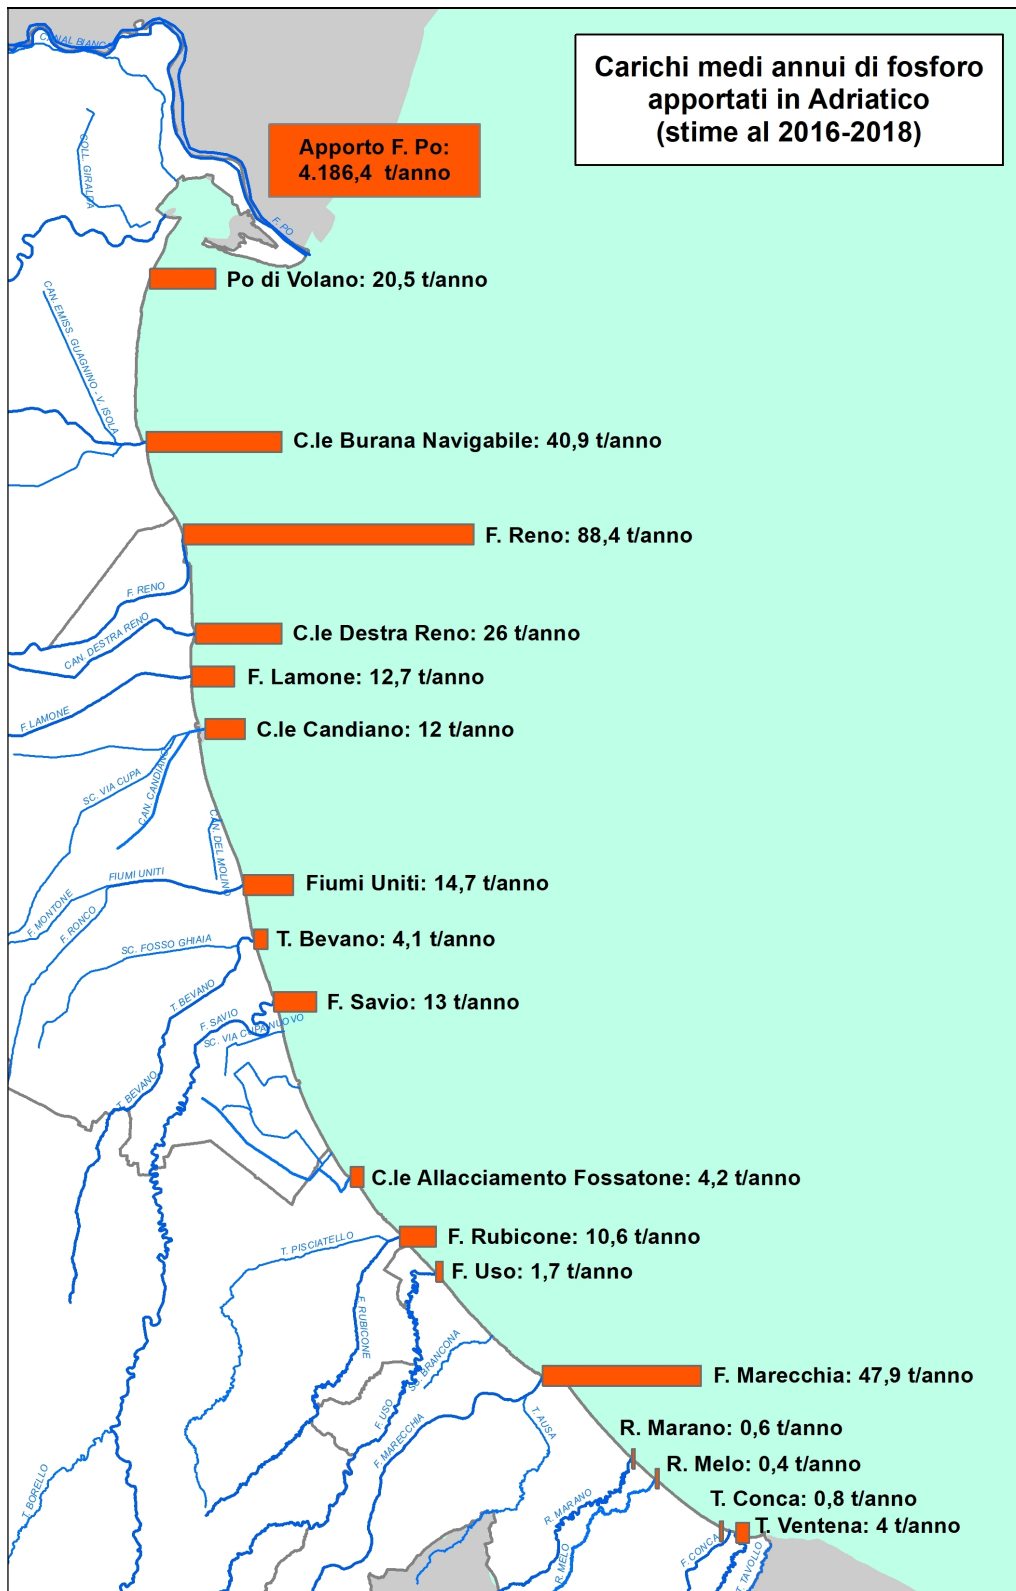 Carichi medi annui di fosforo
apportati in Adriatico
(stime al 2016-2018)
CANAL BIANCO
Apporto F. Po:
4.186,4 t/anno
COLL. GIRALDA
F. PO
Po di Volano: 20,5 t/anno
CAN. EMISS. GUAGNINO - V. ISOLA
C.le Burana Navigabile: 40,9 t/anno
F. Reno: 88,4 t/anno
F. RENO
CAN. DESTRA RENO
C.le Destra Reno: 26 t/anno
F. Lamone: 12,7 t/anno
F. LAMONE
C.le Candiano: 12 t/anno
SC. VIA CUPA
CAN. CANDIANO
CAN. DEL MOLINO
FIUMI UNITI
Fiumi Uniti: 14,7 t/anno
F. MONTONE
F. RONCO
SC. FOSSO GHIAIA
T. Bevano: 4,1 t/anno
T. BEVANO
F. Savio: 13 t/anno
F. SAVIO
SC. VIA CUPA NUOVO
T. BEVANO
C.le Allacciamento Fossatone: 4,2 t/anno
F. Rubicone: 10,6 t/anno
T. PISCIATELLO
F. Uso: 1,7 t/anno
F. RUBICONE
SC. BRANCONA
F. Marecchia: 47,9 t/anno
F. USO
F. MARECCHIA
T. AUSA
R. Marano: 0,6 t/anno
R. Melo: 0,4 t/anno
T. BORELLO
R. MARANO
T. Conca: 0,8 t/anno
T. Ventena: 4 t/anno
R. MELO
F. CONCA
T. TAVOLLO